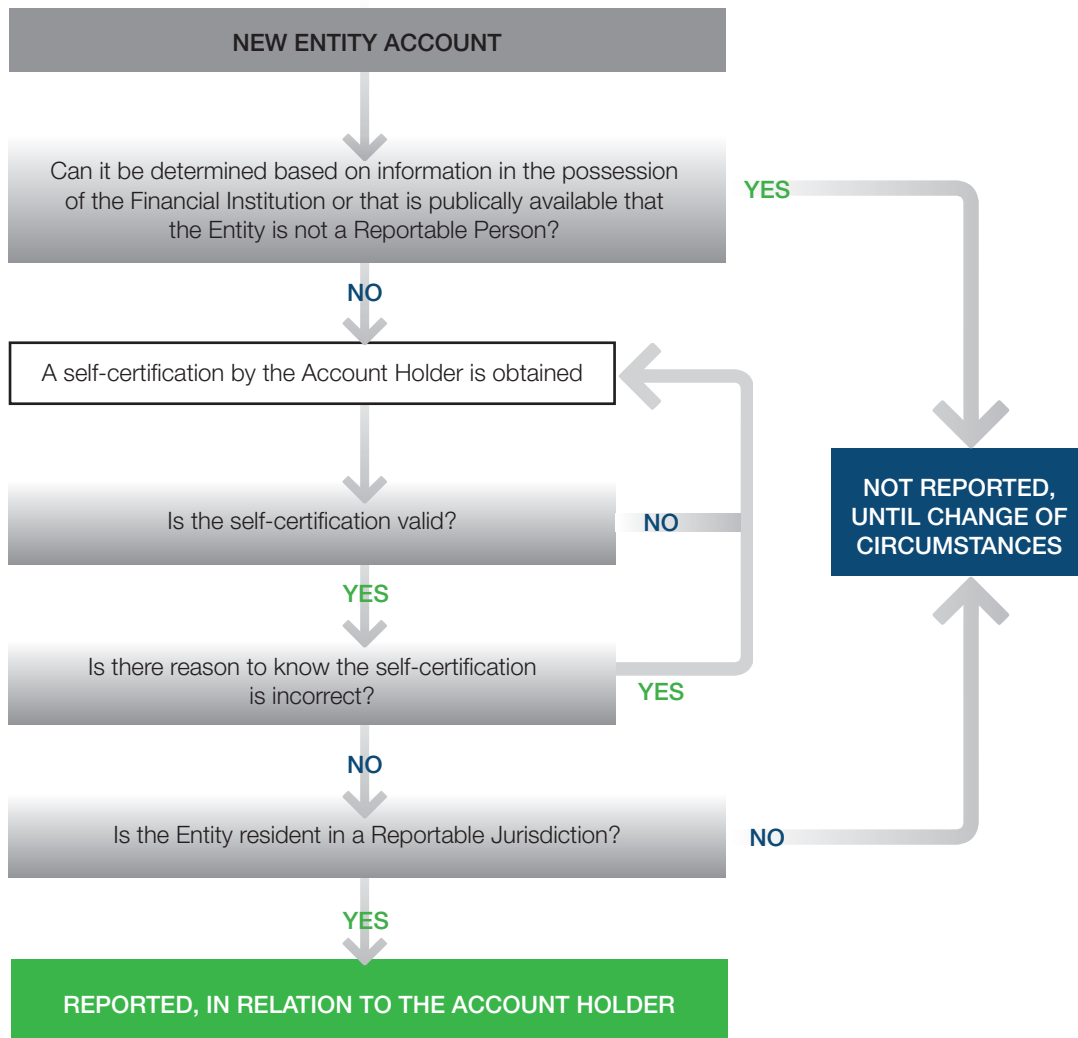 NEW ENTITY ACCOUNT
Can it be determined based on information in the possession
of the Financial Institution or that is publically available that
the Entity is not a Reportable Person?
YES
NO
A self-certification by the Account Holder is obtained
Is the self-certification valid?
NO
NOT REPORTED,
UNTIL CHANGE OF
CIRCUMSTANCES
YES
Is there reason to know the self-certification
is incorrect?
YES
NO
Is the Entity resident in a Reportable Jurisdiction?
NO
YES
REPORTED, IN RELATION TO THE ACCOUNT HOLDER